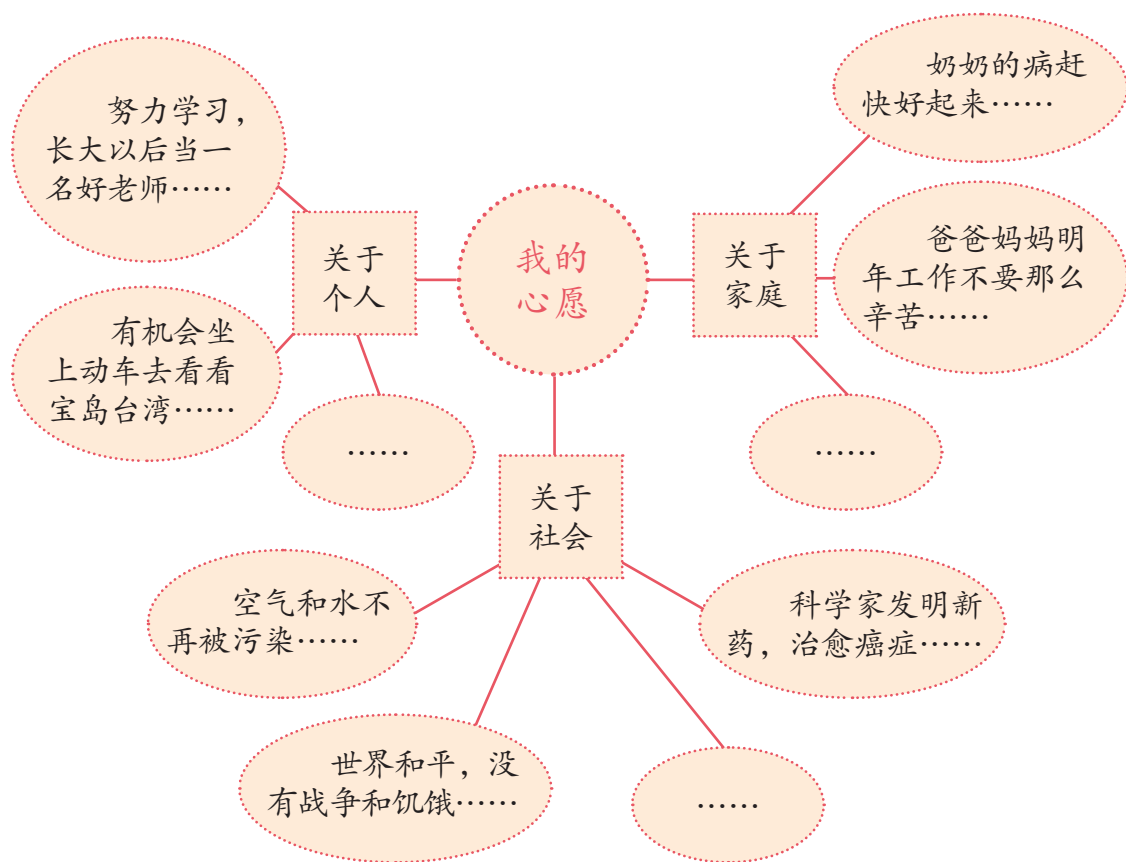 我的
心愿
关于
个人
努力学习，
长大以后当一
名好老师……
有机会坐
上动车去看看
宝岛台湾……
……
关于
家庭
奶奶的病赶
快好起来……
爸爸妈妈明
年工作不要那么
辛苦……
……
关于
社会
空气和水不
再被污染……
世界和平，没
有战争和饥饿……
……
科学家发明新
药，治愈癌症……